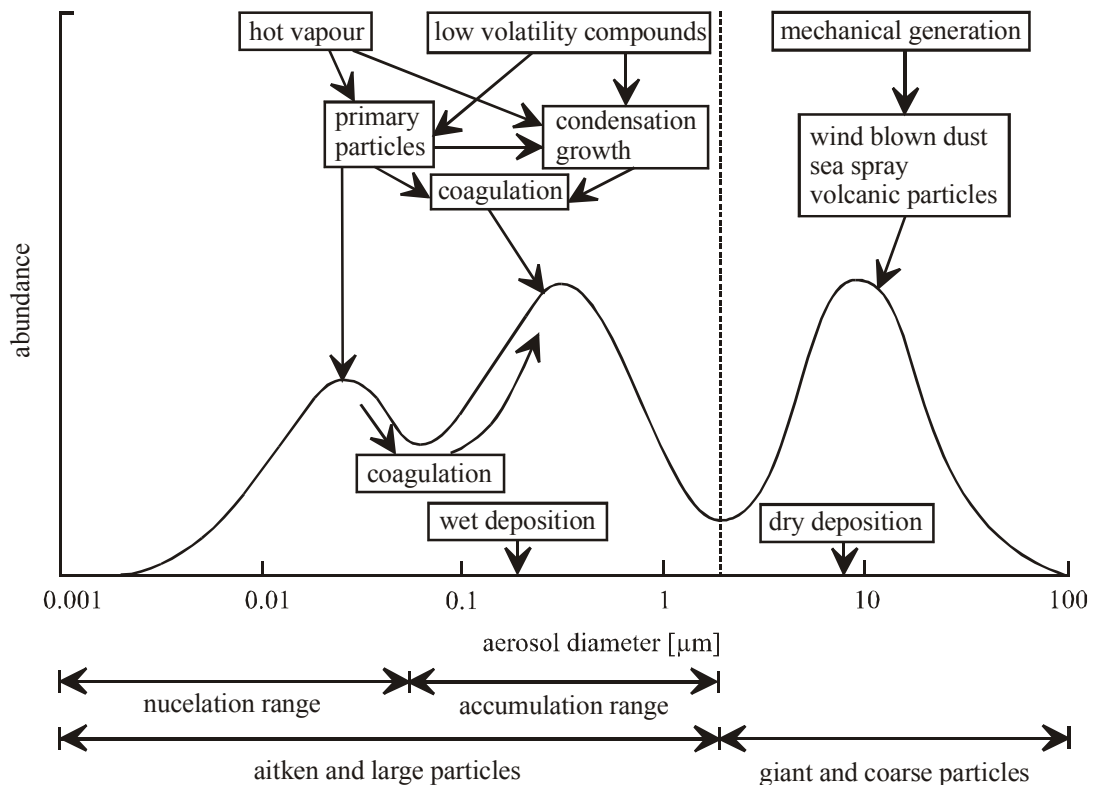 hot vapour
low volatility compounds
mechanical generation
primary
particles
condensation
growth
wind blown dust
sea spray
volcanic particles
coagulation
abundance
coagulation
wet deposition
dry deposition
0.001
0.01
0.1
1
10
100
aerosol diameter [µm]
nucelation range
accumulation range
aitken and large particles
giant and coarse particles